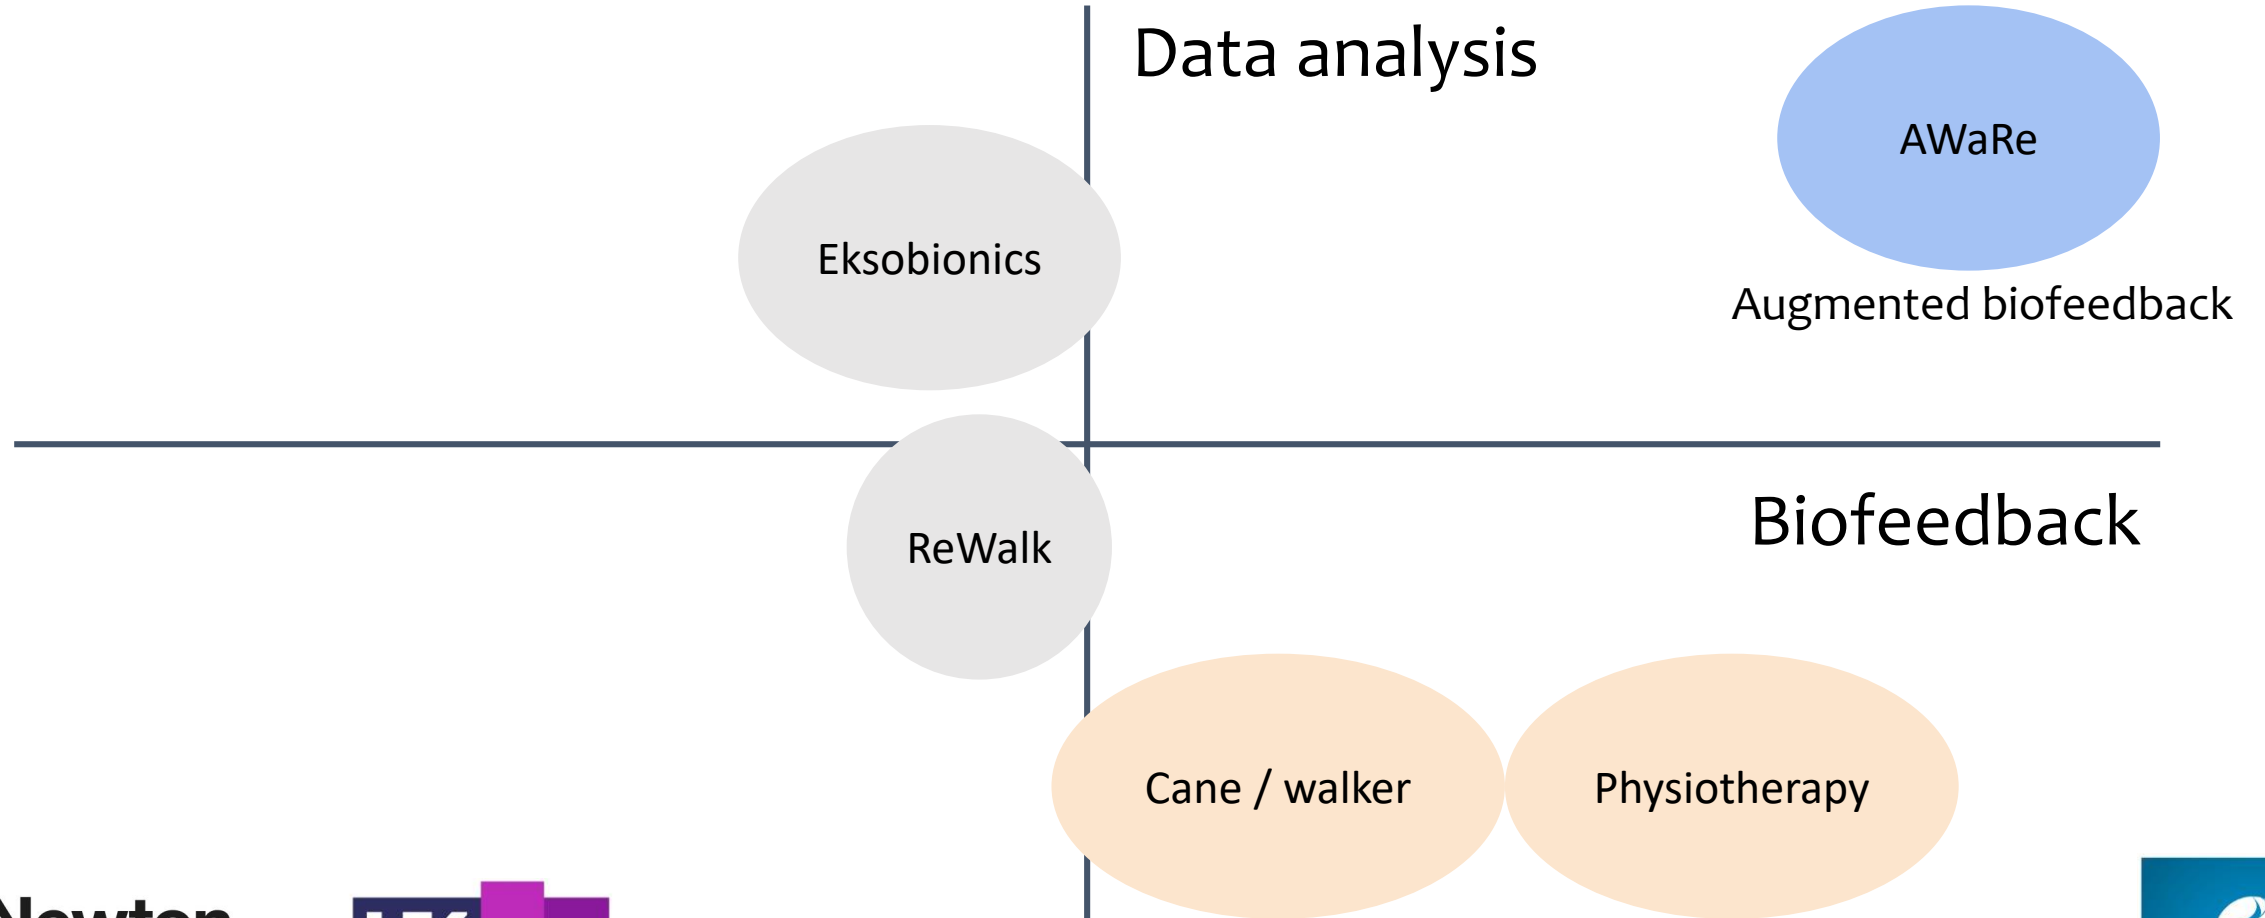 Data analysis
AWaRe
Eksobionics
Augmented biofeedback
Biofeedback
ReWalk
Cane / walker
Physiotherapy